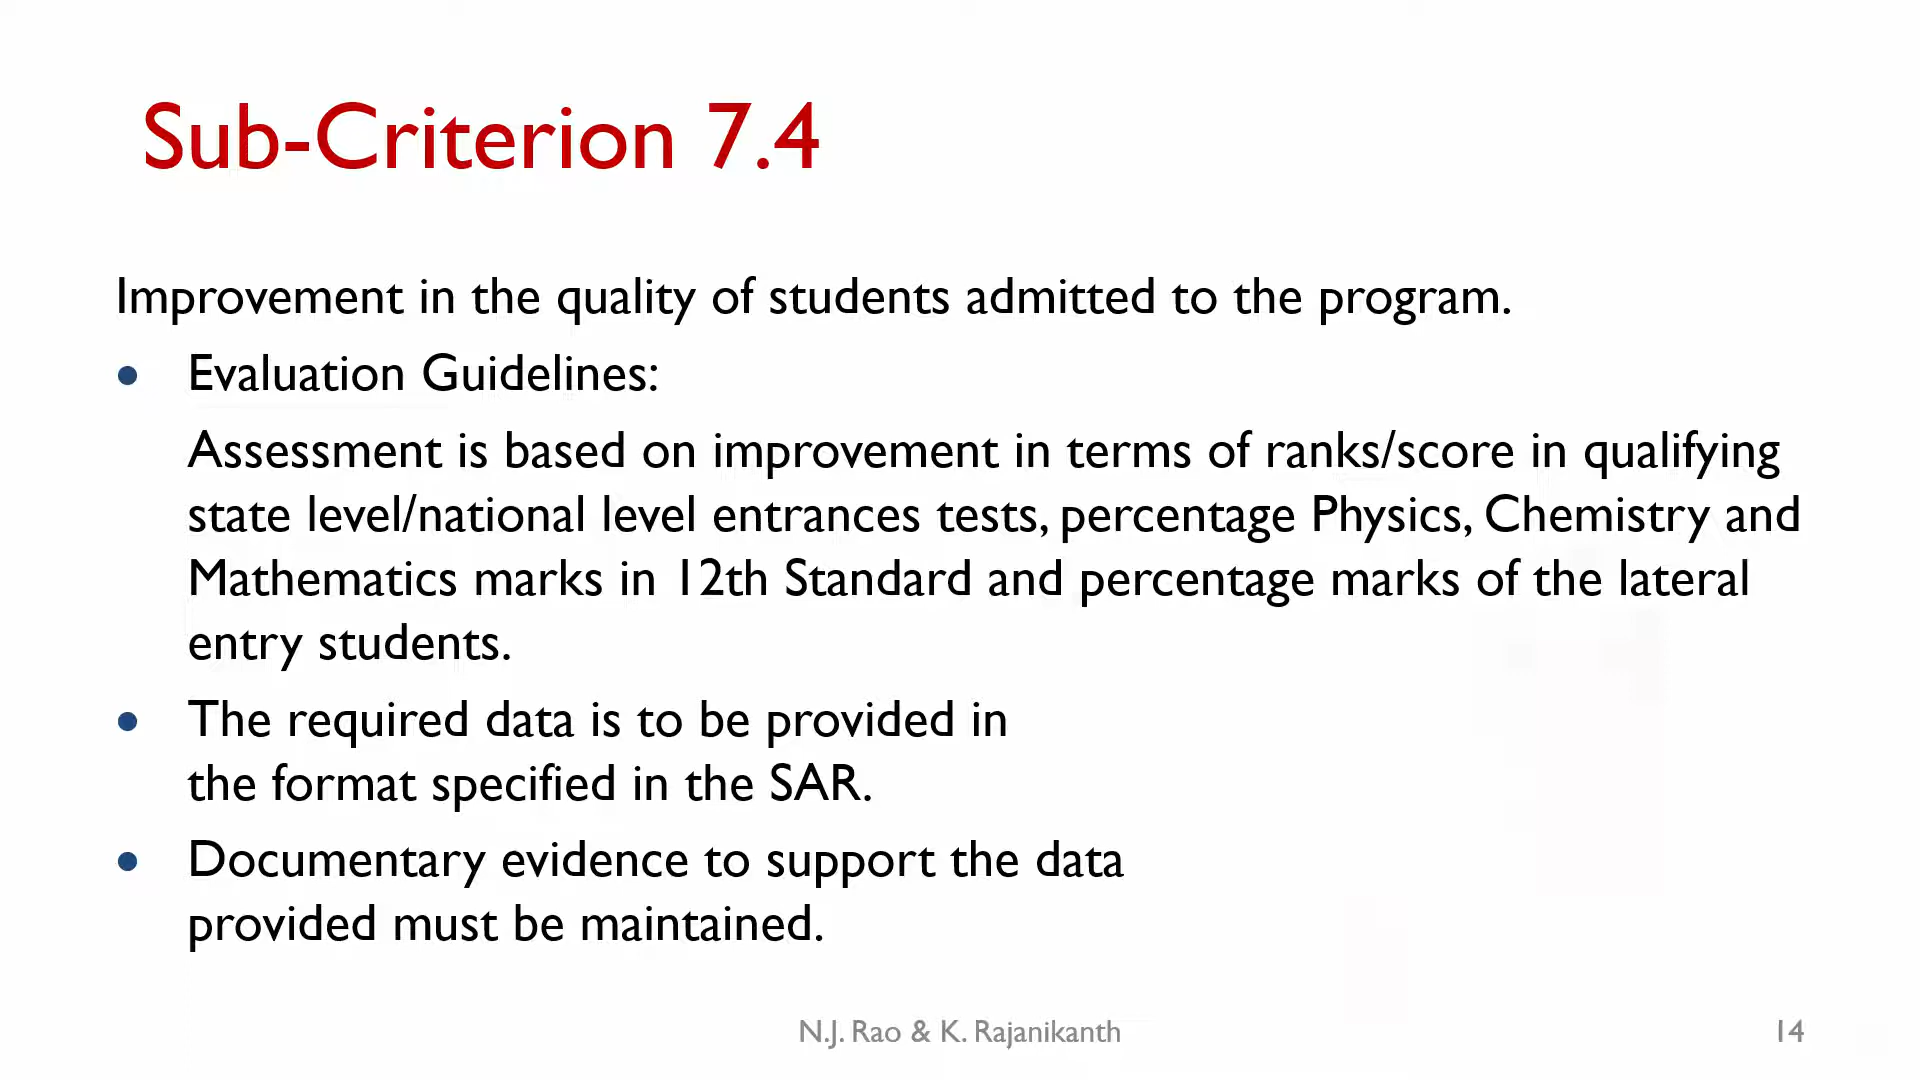 Sub-Criterion 7.4
Improvement in the quality of students admitted to the program.
• Evaluation Guidelines:
Assessment is based on improvement in terms of ranks/score in qualifying
state level/national level entrances tests, percentage Physics, Chemistry and
Mathematics marks in 12th Standard and percentage marks of the lateral
entry students.
• The required data is to be provided in
the format specified in the SAR.
• Documentary evidence to support the data
provided must be maintained.
N.J. Rao & K. Rajanikanth
14